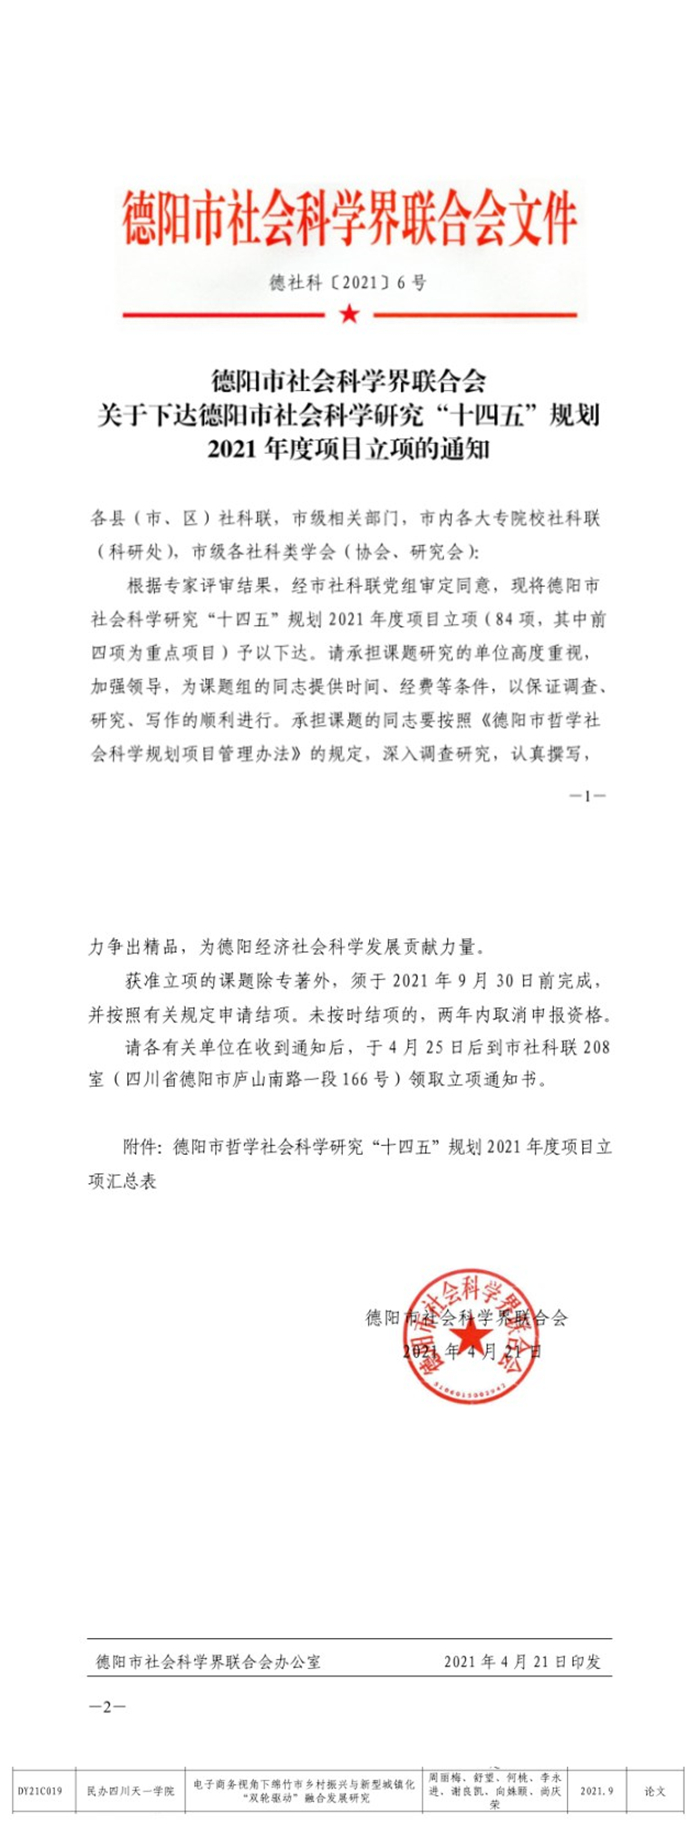 德阳市社会科学界联合会文件
德社科〔2021〕6号
德阳市社会科学界联合会
关于下达德阳市社会科学研究“十四五”规划
2021年度项目立项的通知
各县（市、区）社科联，市级相关部门，市内各大专院校社科联
（科研处），市级各社科类学会（协会、研究会）：
根据专家评审结果，经市社科联党组审定同意，现将德阳市
社会科学研究“十四五”规划2021年度项目立项（84项，其中前
四项为重点项目）予以下达。请承担课题研究的单位高度重视，
加强领导，为课题组的同志提供时间、经费等条件，以保证调查、
研究、写作的顺利进行。承担课题的同志要按照《德阳市哲学社
会科学规划项目管理办法》的规定，深入调查研究，认真撰写，
—1—
力争出精品，为德阳经济社会科学发展贡献力量。
获准立项的课题除专著外，须于2021年9月30日前完成，
并按照有关规定申请结项。未按时结项的，两年内取消申报资格。
请各有关单位在收到通知后，于4月25日后到市社科联208
室（四川省德阳市庐山南路一段166号）领取立项通知书。
附件：德阳市哲学社会科学研究“十四五”规划2021年度项目立
项汇总表
德阳市社会科学界联合会
2021年4月21日
德阳市社会科学界联合会
德阳市社会科学界联合会办公室 2021年4月21日印发
—2—
DY21C019 民办四川天一学院 电子商务视角下绵竹市乡村振兴与新型城镇化 周丽梅、舒望、何桃、李永 2021.9 论文
“双轮驱动”融合发展研究 进、谢良凯、向姝颐、尚庆
荣